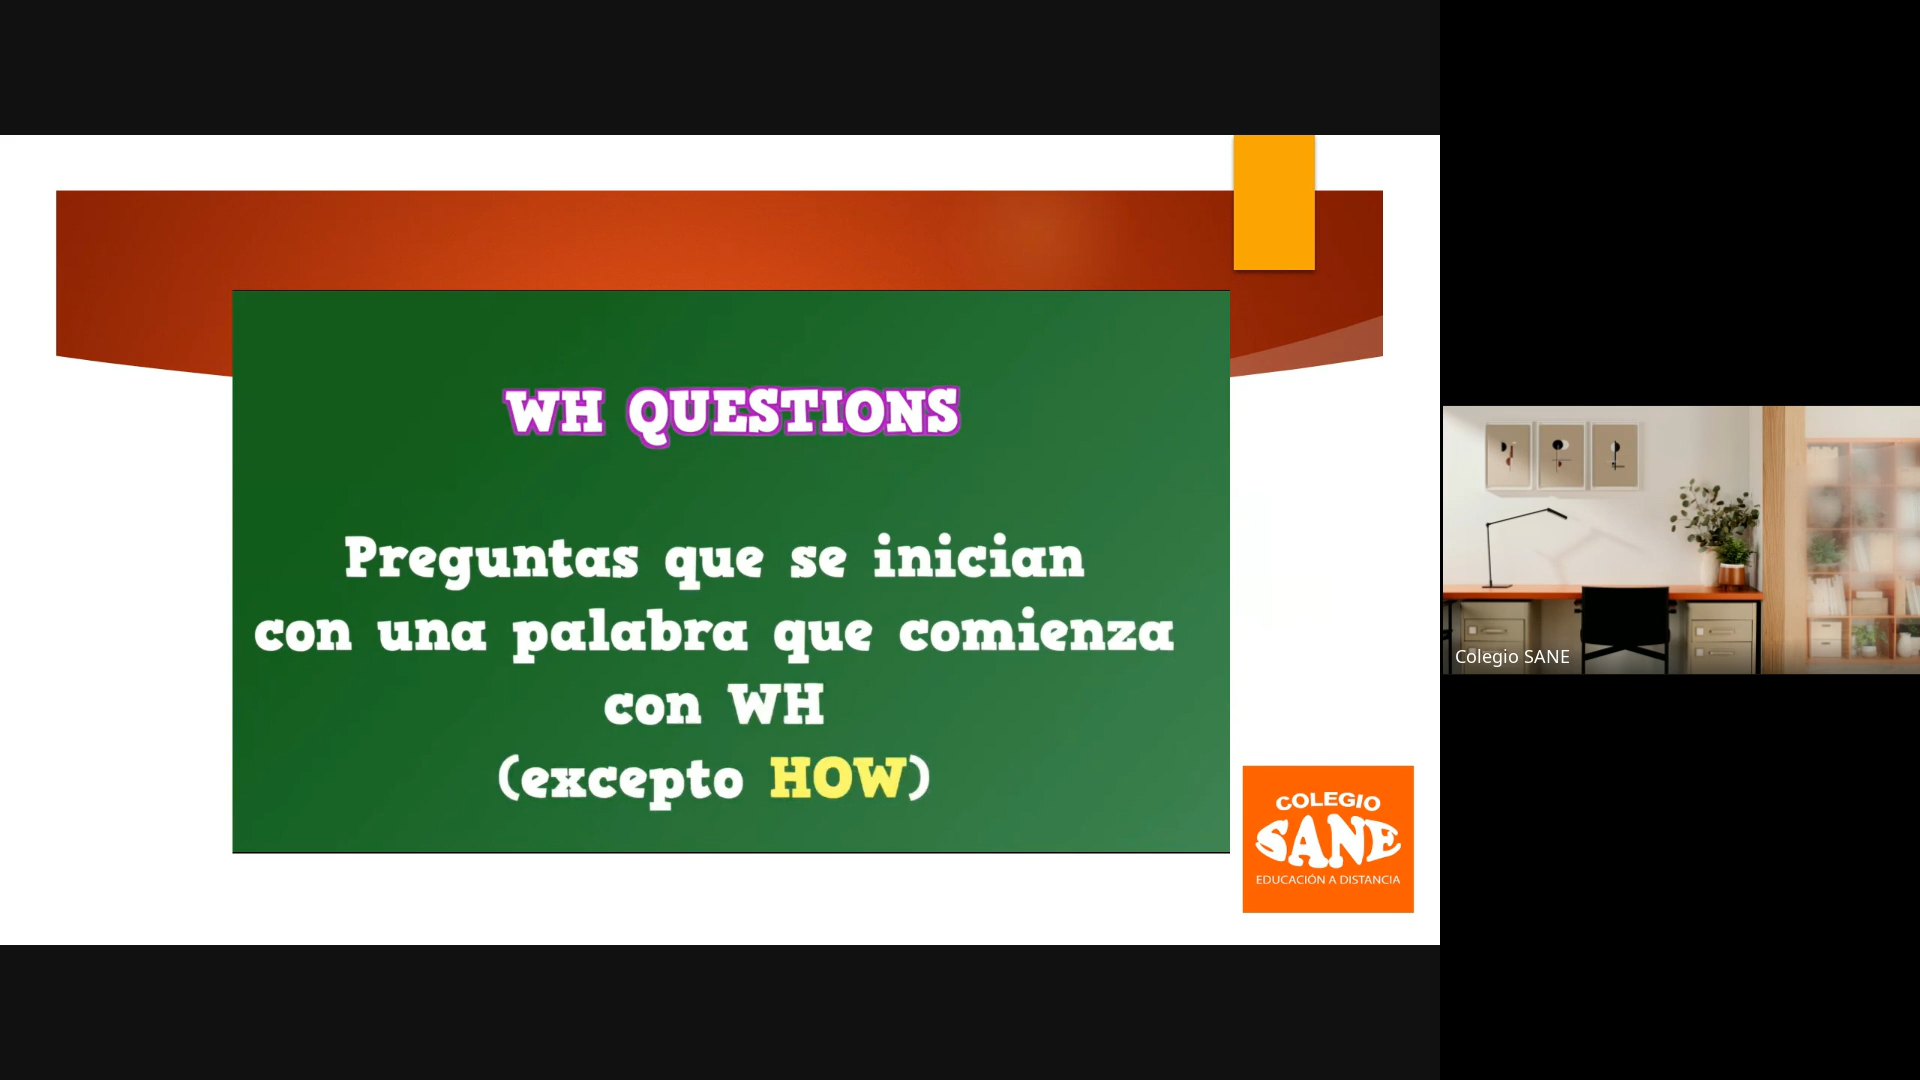 WH QUESTIONS
Preguntas que se inician
con una palabra que comienza
con WH
(excepto HOW)
COLEGIO
SANE
EDUCACIÓN A DISTANCIA
Colegio SANE